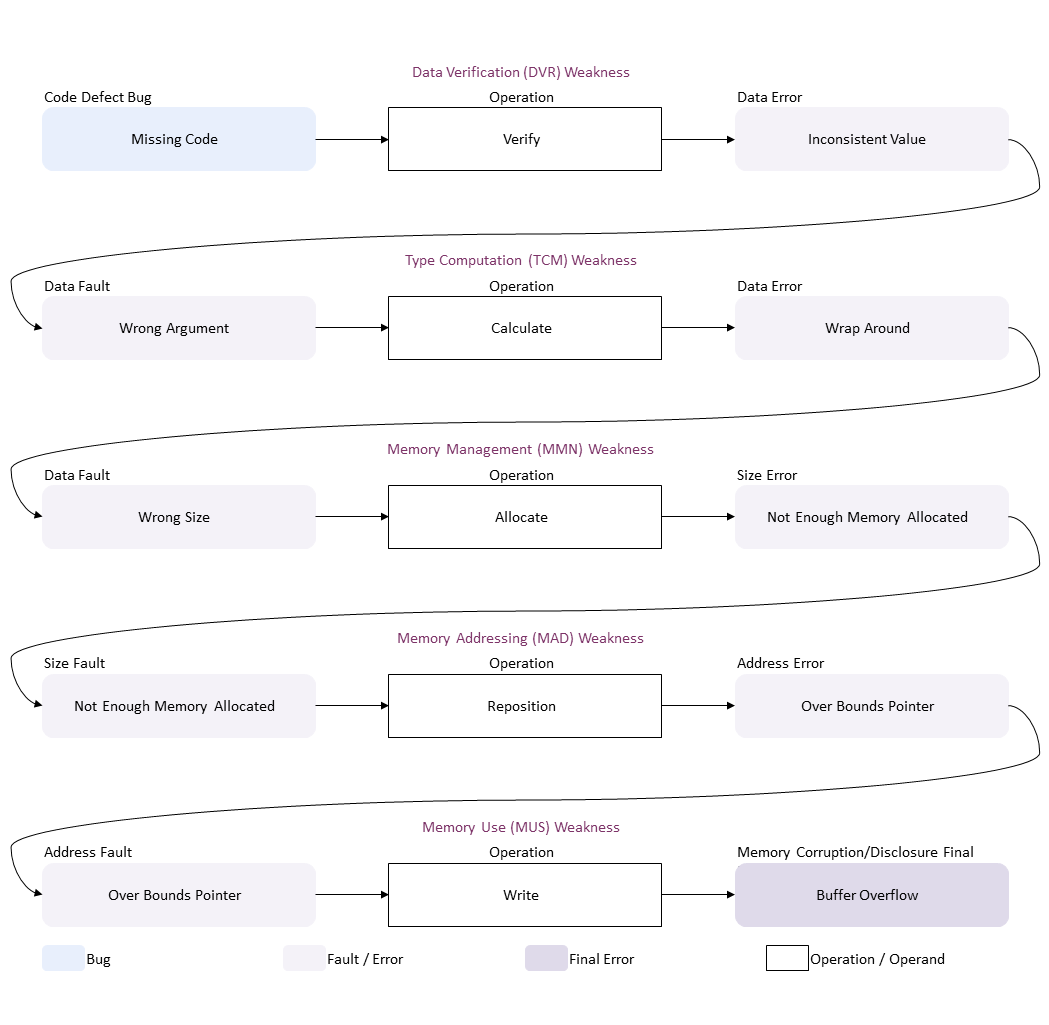 Data Verification (DVR) Weakness
Code Defect Bug
Operation
Data Error
Missing Code
Verify
Inconsistent Value
Type Computation (TCM) Weakness
Data Fault
Operation
Data Error
Wrong Argument
Calculate
Wrap Around
Memory Management (MMN) Weakness
Data Fault
Operation
Size Error
Wrong Size
Allocate
Not Enough Memory Allocated
Memory Addressing (MAD) Weakness
Size Fault
Operation
Address Error
Not Enough Memory Allocated
Reposition
Over Bounds Pointer
Memory Use (MUS) Weakness
Address Fault
Operation
Memory Corruption/Disclosure Final
Over Bounds Pointer
Write
Buffer Overflow
Bug
Fault / Error
Final Error
Operation / Operand